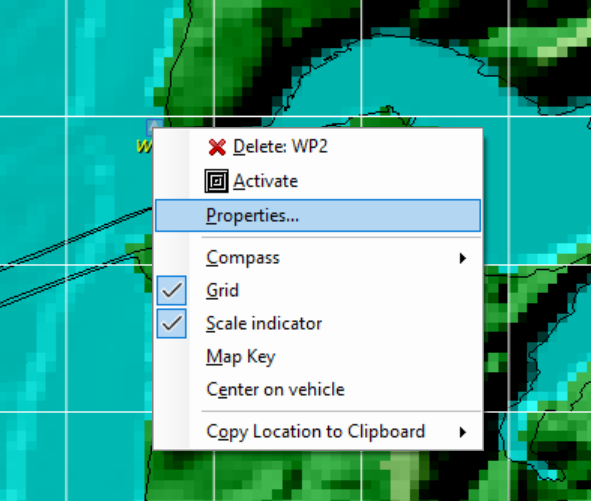 W
Delete: WP2
Activate
Properties...
Compass
Grid
Scale indicator
Map Key
Center on vehicle
Copy Location to Clipboard